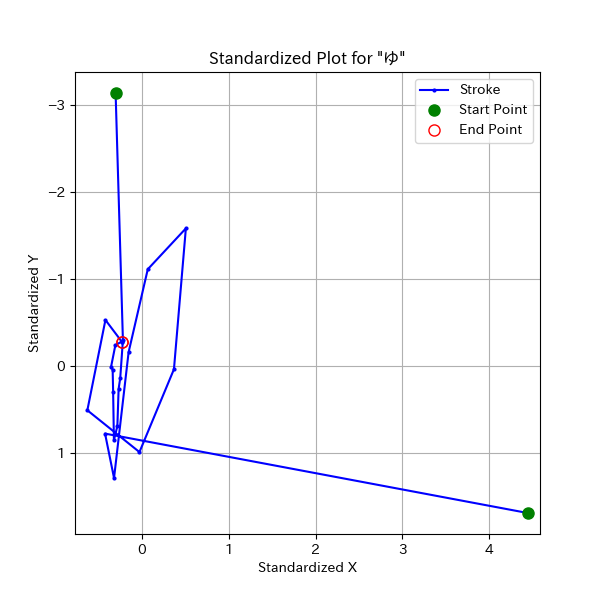 Standardized Plot for "ゆ"
Stroke
Start Point
End Point
Standardized Y
−3
−2
−1
0
1
0 1 2 3 4
Standardized X